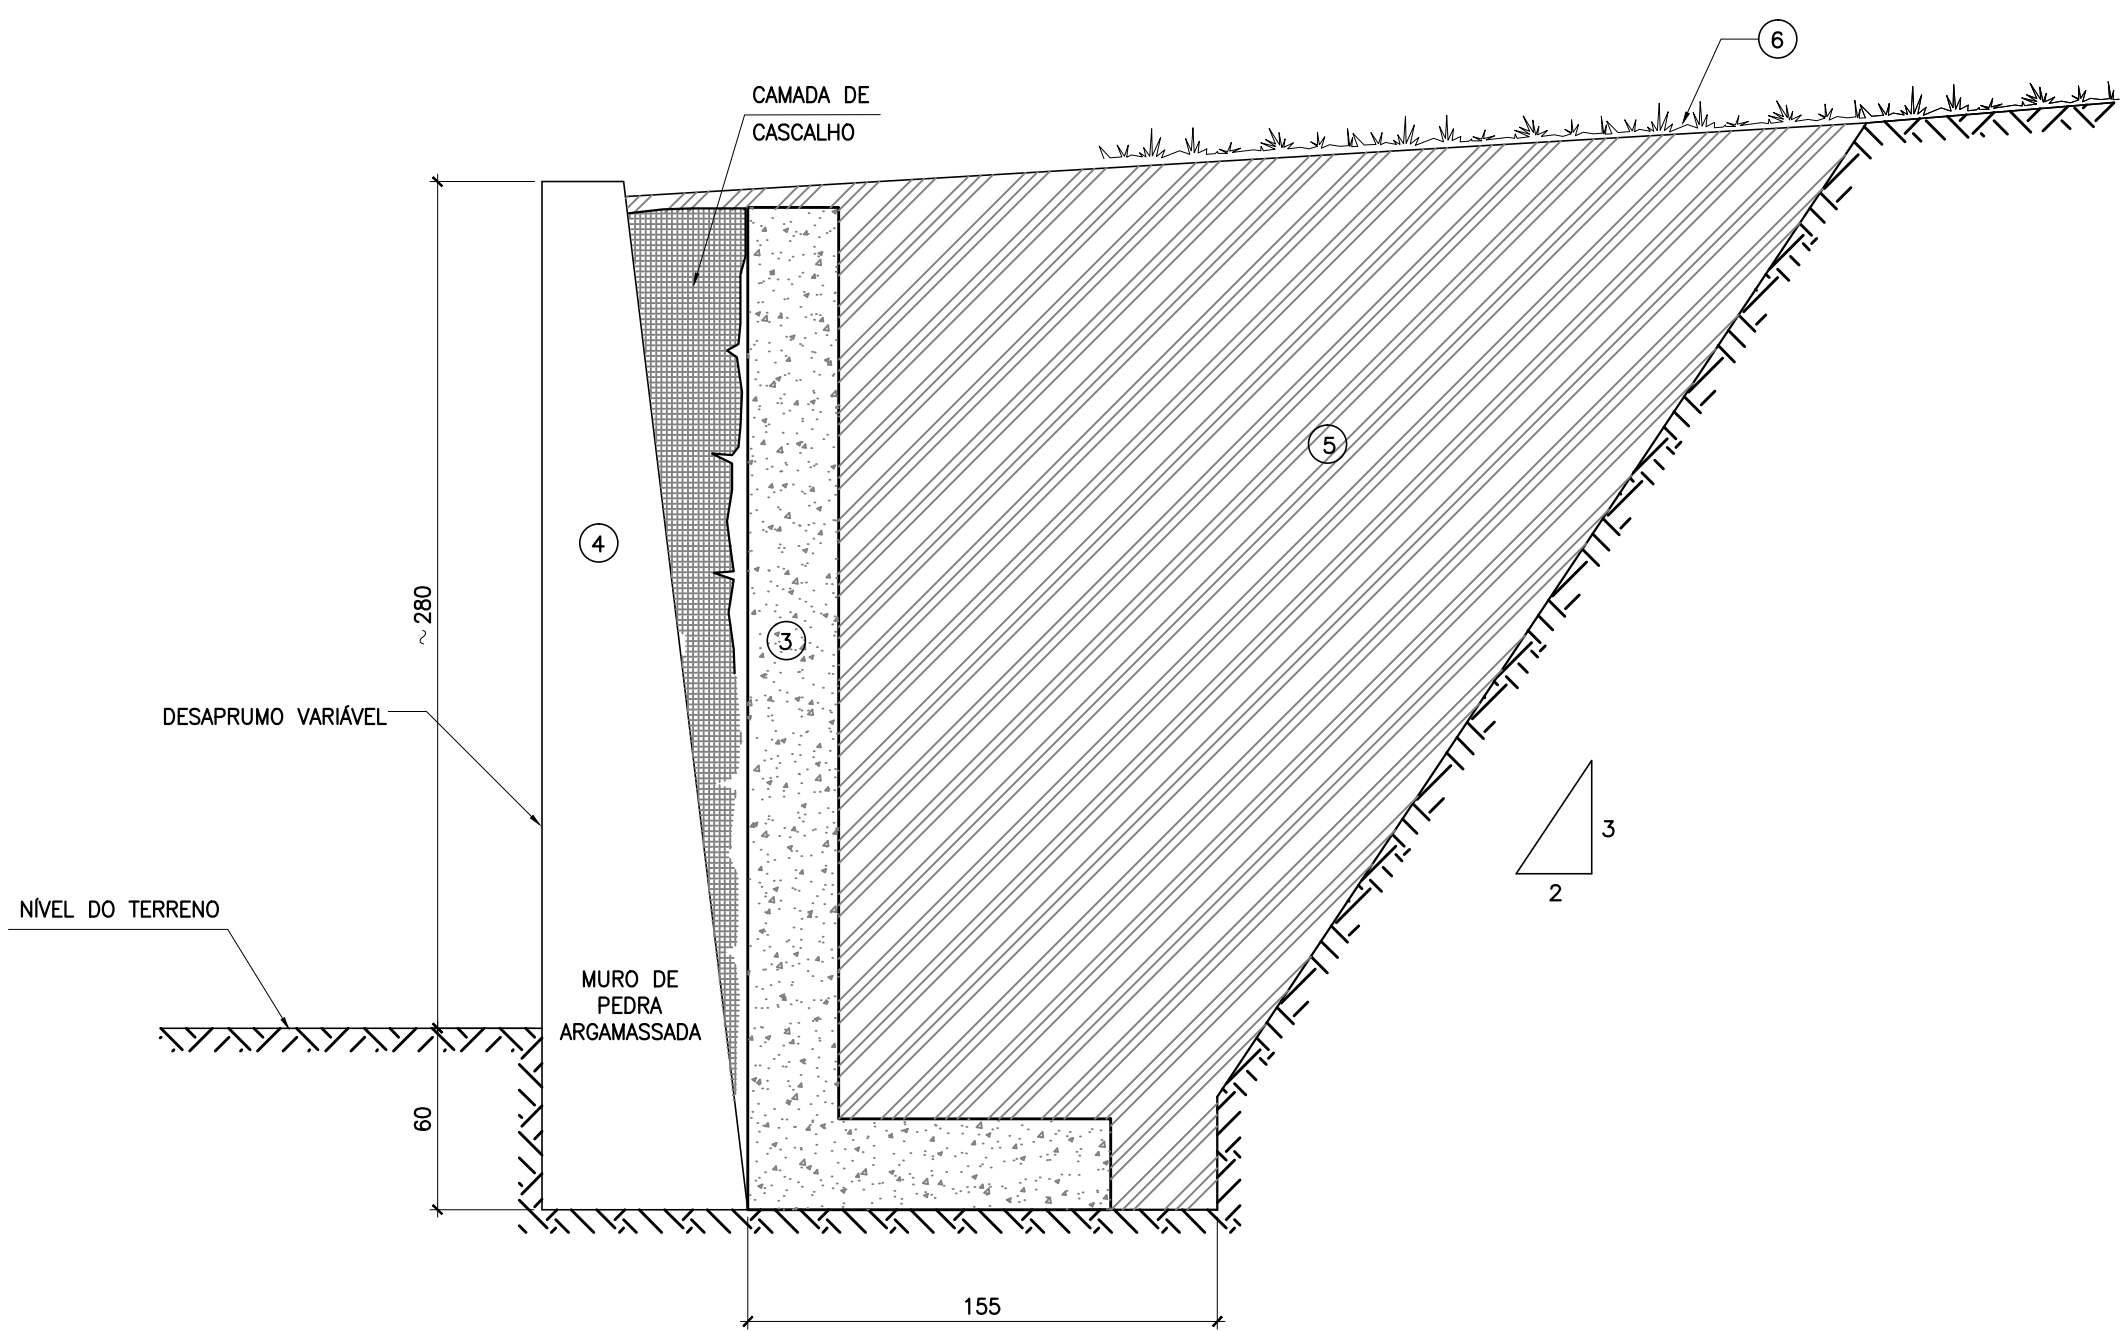 6
CAMADA DE
CASCALHO
5
4
~280
3
DESAPRUMO VARIÁVEL
3
2
NÍVEL DO TERRENO
MURO DE
PEDRA
ARGAMASSADA
60
155